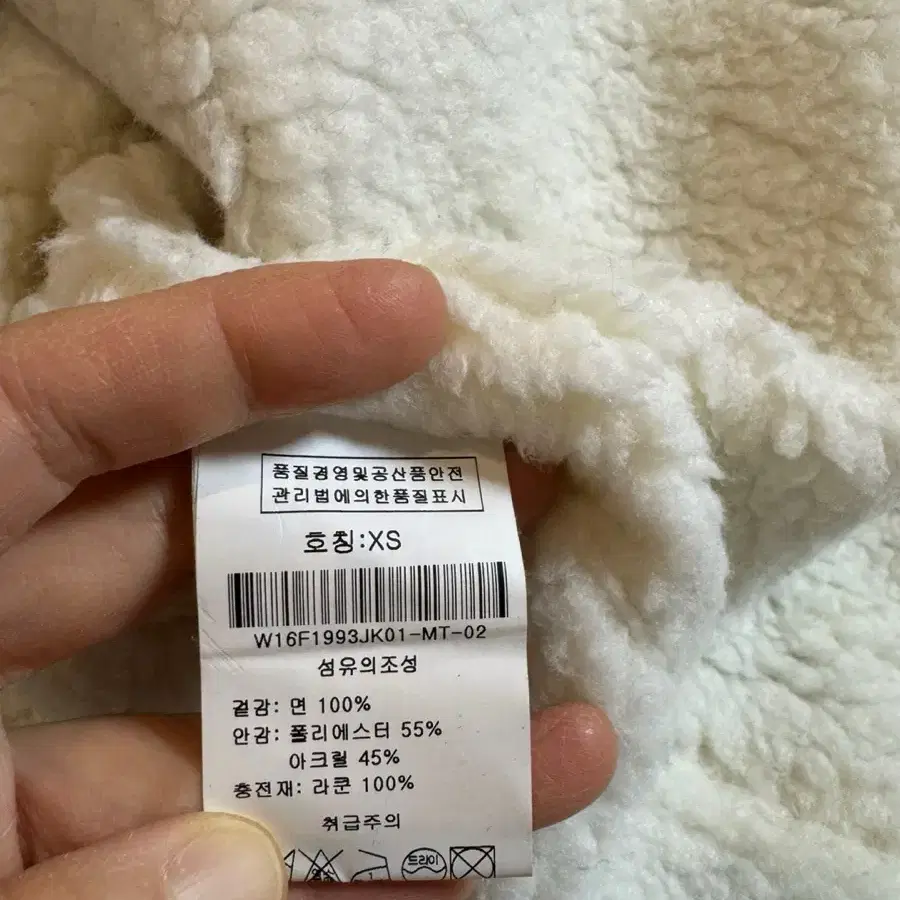 품질경영및공산품안전
관리법에의한품질표시
호칭:XS
W16F1993JK01-MT-02
섬유의조성
겉감: 면 100%
안감: 폴리에스터 55%
아크릴 45%
충전재: 라쿤 100%
취급주의
드라이